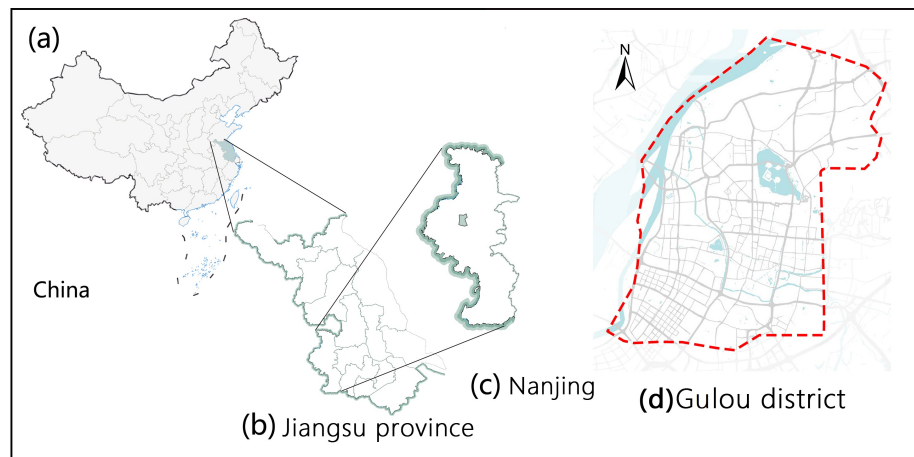 (a)
N
China
(c) Nanjing
(d)Gulou district
(b) Jiangsu province